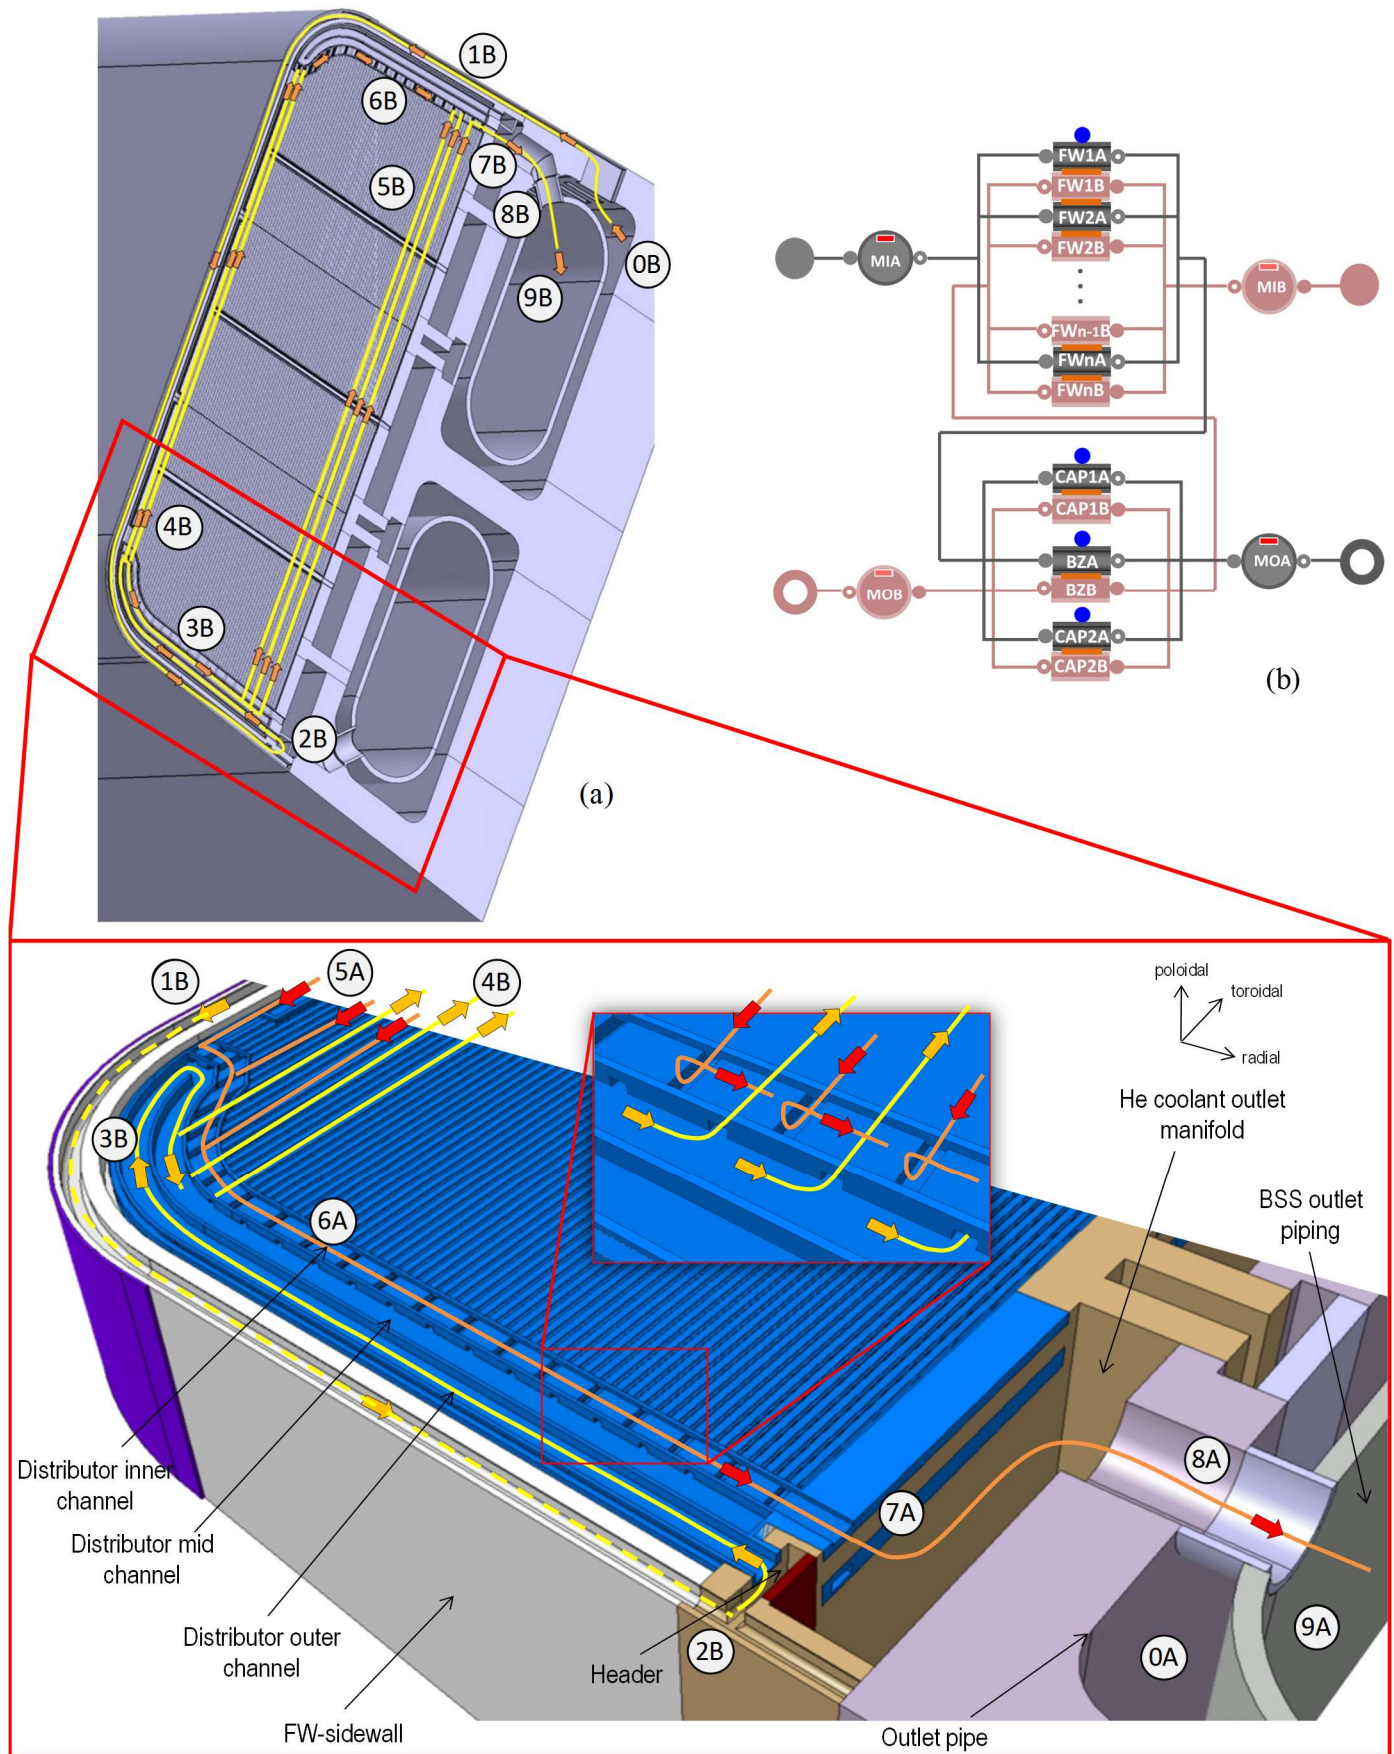 1B
6B
7B
5B
8B
0B
9B
4B
3B
2B
(a)
FW1A
FW1B
FW2A
FW2B
MIA
MIB
FWn-1B
FWnA
FWnB
CAP1A
CAP1B
BZA
BZB
MOA
MOB
CAP2A
CAP2B
(b)
1B
5A
4B
poloidal
toroidal
radial
He coolant outlet
manifold
BSS outlet
piping
3B
6A
8A
7A
Distributor inner
channel
Distributor mid
channel
Distributor outer
channel
FW-sidewall
Header
2B
0A
9A
Outlet pipe